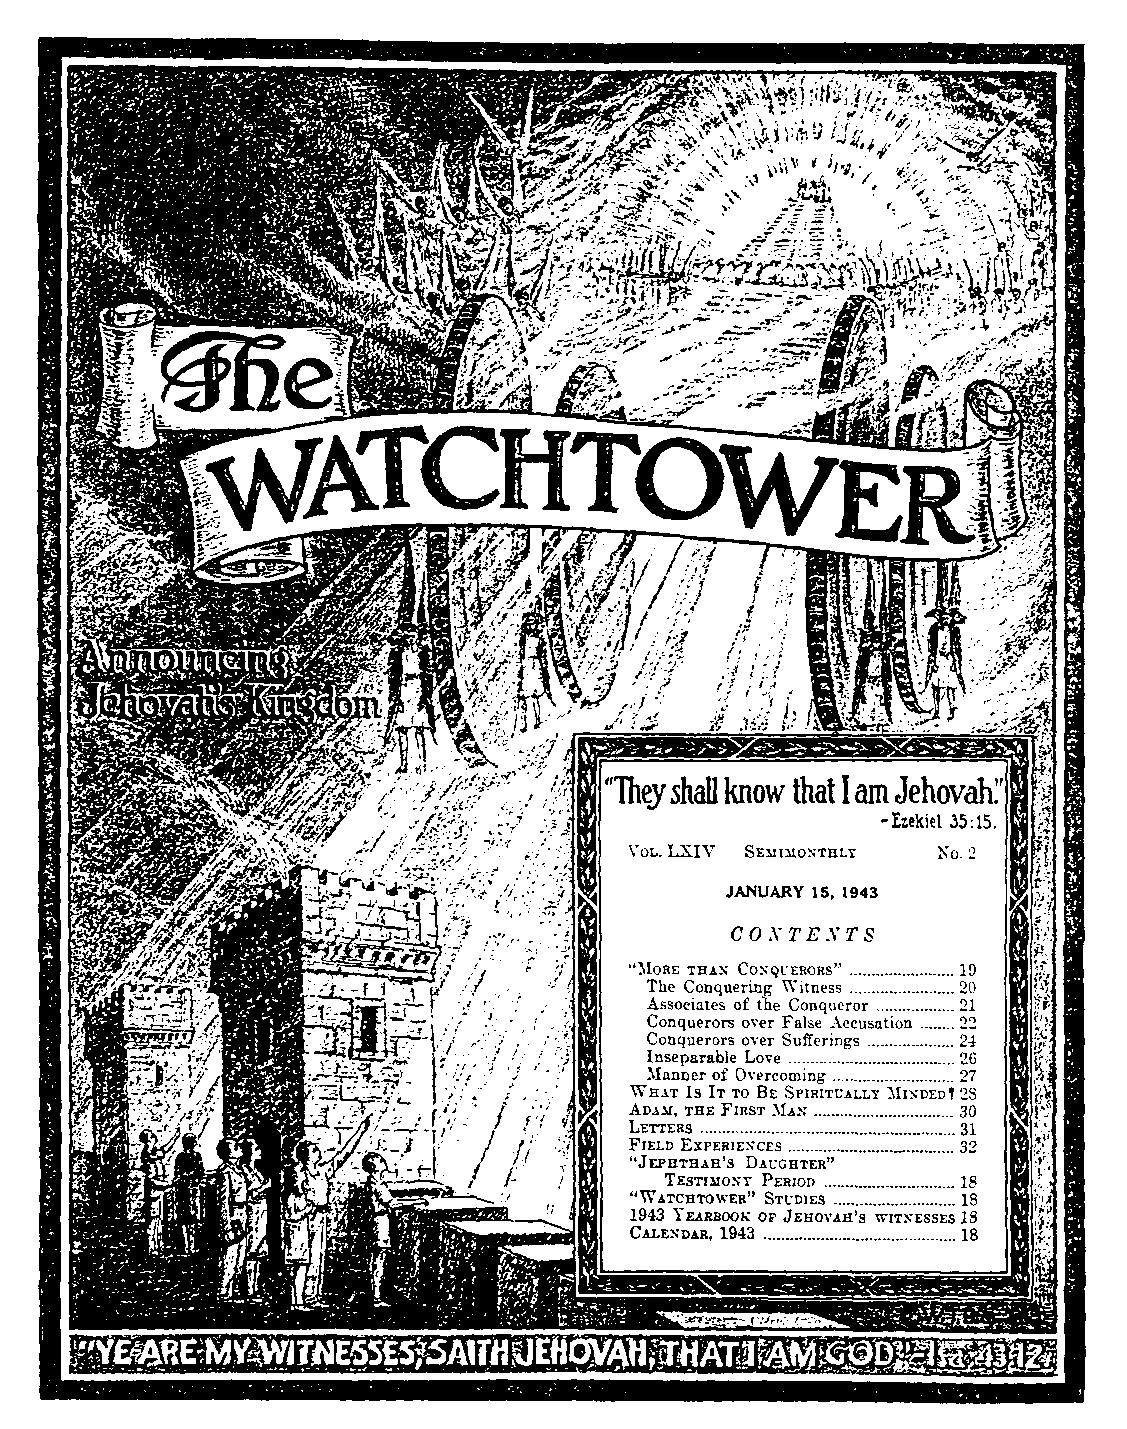 The
WATCHTOWER
Announcing
Jehovah's Kingdom
"They shall know that I am Jehovah."
-Ezekiel 35:15.
VOL. LXIV SEMIMONTHLY No. 2
JANUARY 15, 1943
CONTENTS
"MORE THAN CONQUERORS" ........................ 19
The Conquering Witness ........................ 20
Associates of the Conqueror .................. 21
Conquerors over False Accusation ....... 22
Conquerors over Sufferings .................... 24
Inseparable Love ...................................... 26
Manner of Overcoming ............................ 27
WHAT IS IT TO BE SPIRITUALLY MINDED? 28
ADAM, THE FIRST MAN ................................ 30
LETTERS .......................................................... 31
FIELD EXPERIENCES ...................................... 32
"JEPHTHAH'S DAUGHTER"
TESTIMONY PERIOD .............................. 18
"WATCHTOWER" STUDIES ............................ 18
1943 YEARBOOK OF JEHOVAH'S WITNESSES 18
CALENDAR, 1943 ............................................ 18
"YE ARE MY WITNESSES, SAITH JEHOVAH, THAT I AM GOD."-Isa. 43:12.